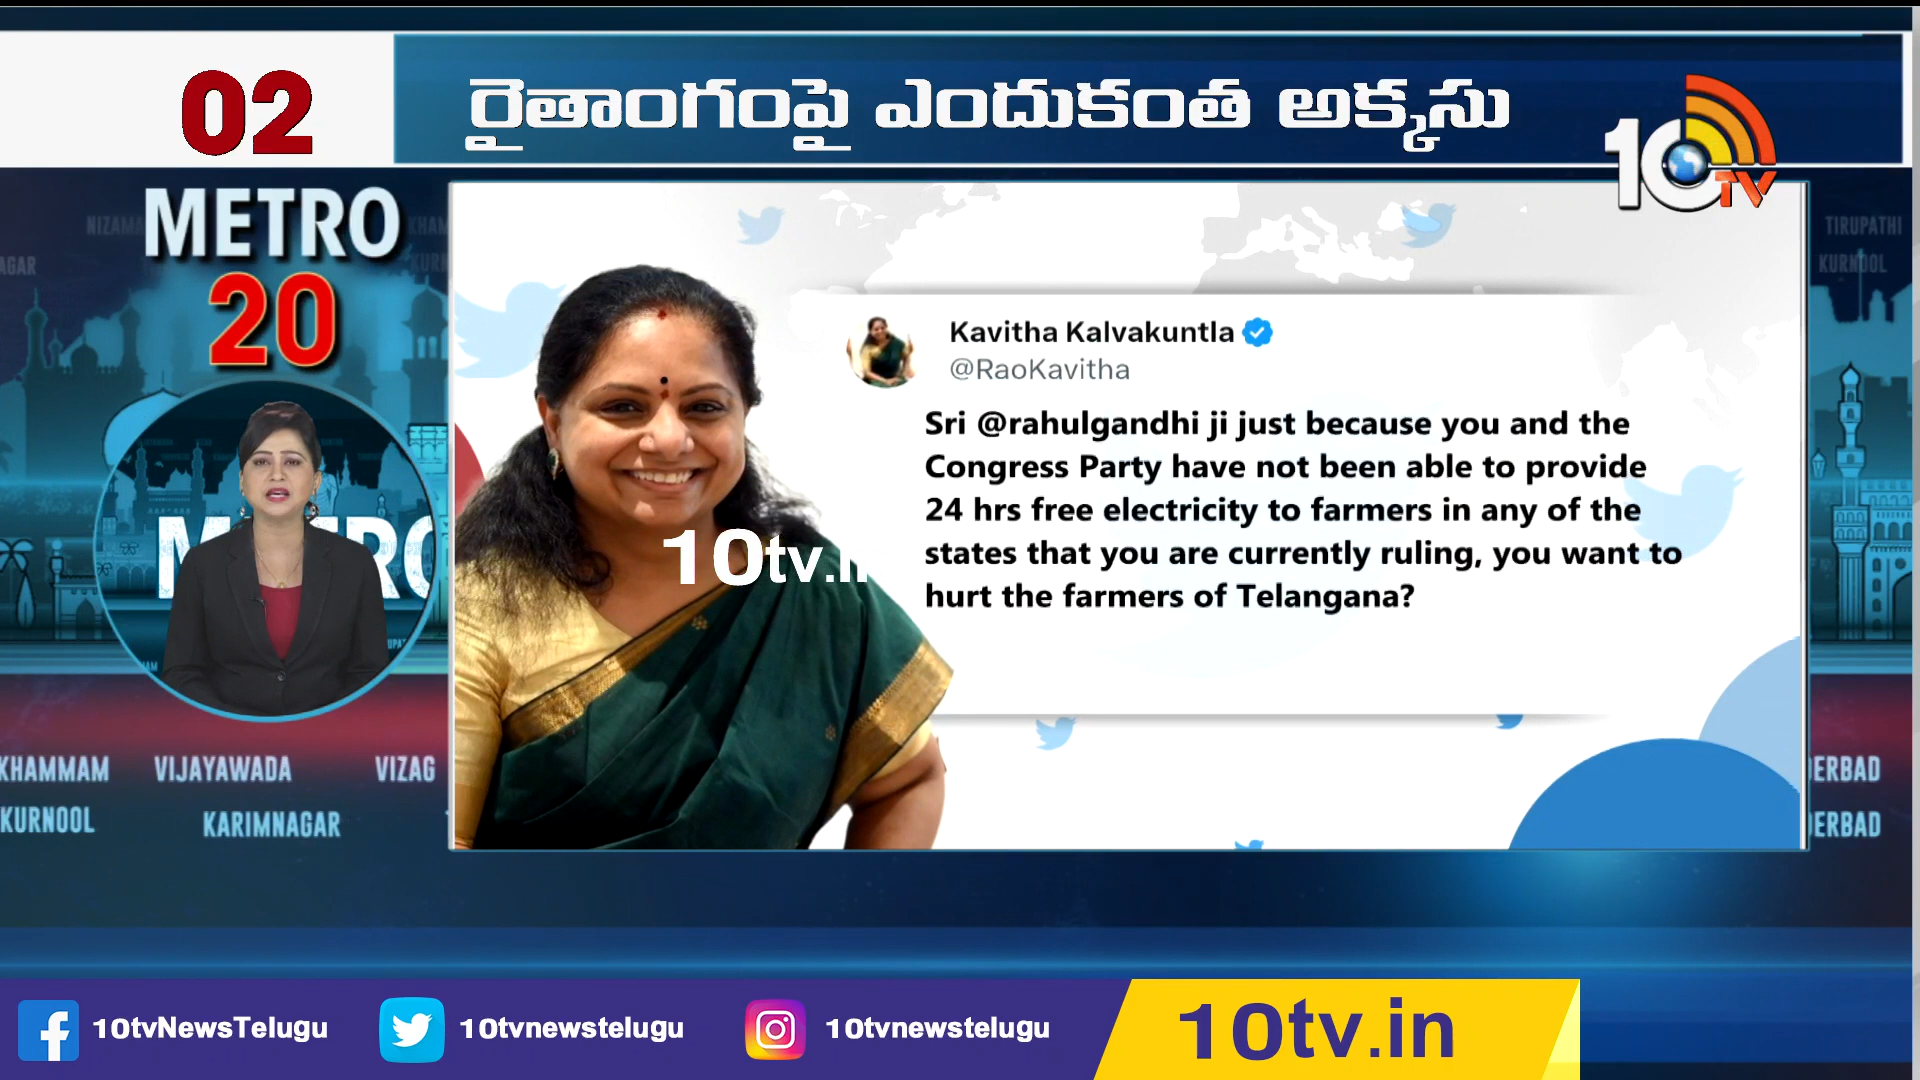 02
రైతాంగంపై ఎందుకంత అక్కసు
10TV
METRO
20
TIRUPATHI
KURNOOL
Kavitha Kalvakuntla
@RaoKavitha
Sri @rahulgandhi ji just because you and the
Congress Party have not been able to provide
24 hrs free electricity to farmers in any of the
states that you are currently ruling, you want to
hurt the farmers of Telangana?
10tv.in
KHAMMAM VIJAYAWADA VIZAG
KURNOOL KARIMNAGAR
ERBAD
ERBAD
10tvNewsTelugu 10tvnewstelugu 10tvnewstelugu 10tv.in